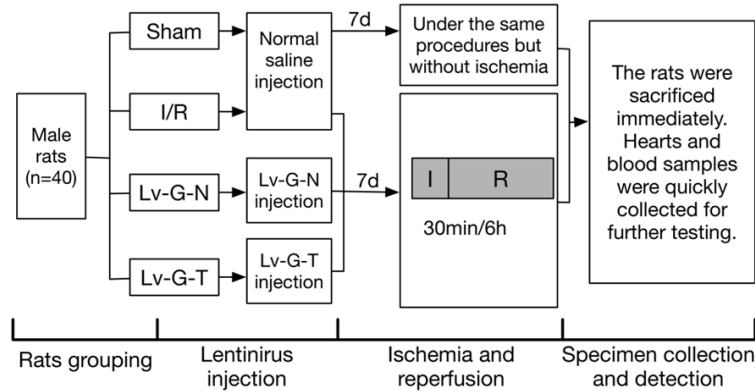 Male
rats
(n=40)
Sham
I/R
Lv-G-N
Lv-G-T
Normal
saline
injection
Lv-G-N
injection
Lv-G-T
injection
7d
7d
Under the same
procedures but
without ischemia
I
R
30min/6h
The rats were
sacrificed
immediately.
Hearts and
blood samples
were quickly
collected for
further testing.
Rats grouping
Lentinirus
injection
Ischemia and
reperfusion
Specimen collection
and detection